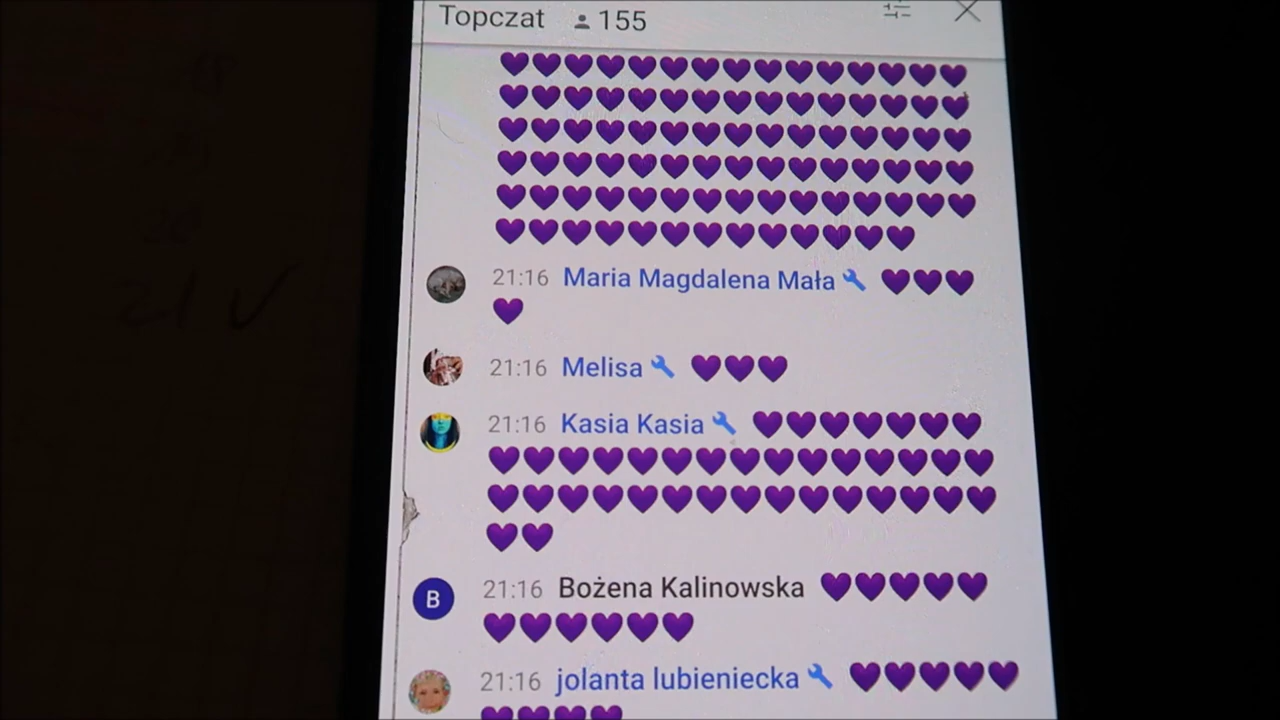 Topczat 155
💜💜💜💜💜💜💜💜💜💜💜💜💜💜💜
💜💜💜💜💜💜💜💜💜💜💜💜💜💜💜
💜💜💜💜💜💜💜💜💜💜💜💜💜💜💜
💜💜💜💜💜💜💜💜💜💜💜💜💜💜💜
💜💜💜💜💜💜💜💜💜💜💜💜💜💜💜
💜💜💜💜💜💜💜💜💜💜💜💜💜
21:16 Maria Magdalena Mała 🔧 💜💜💜
💜
21:16 Melisa 🔧 💜💜💜
21:16 Kasia Kasia 🔧 💜💜💜💜💜💜💜
💜💜💜💜💜💜💜💜💜💜💜💜💜💜💜
💜💜💜💜💜💜💜💜💜💜💜💜💜💜💜
💜💜
B 21:16 Bożena Kalinowska 💜💜💜💜💜
💜💜💜💜💜💜
21:16 jolanta lubieniecka 🔧 💜💜💜💜💜
💜💜💜💜